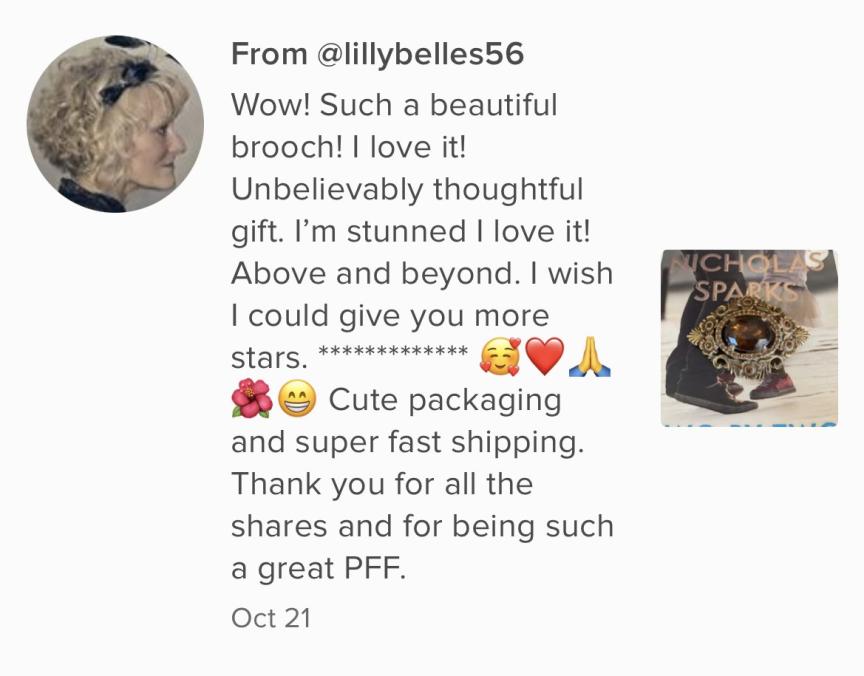 From @lillybelles56
Wow! Such a beautiful
brooch! I love it!
Unbelievably thoughtful
gift. I’m stunned I love it!
Above and beyond. I wish
I could give you more
stars. ************* 🥰❤️🙏
🌺😁 Cute packaging
and super fast shipping.
Thank you for all the
shares and for being such
a great PFF.
Oct 21
NICHOLAS
SPARKS